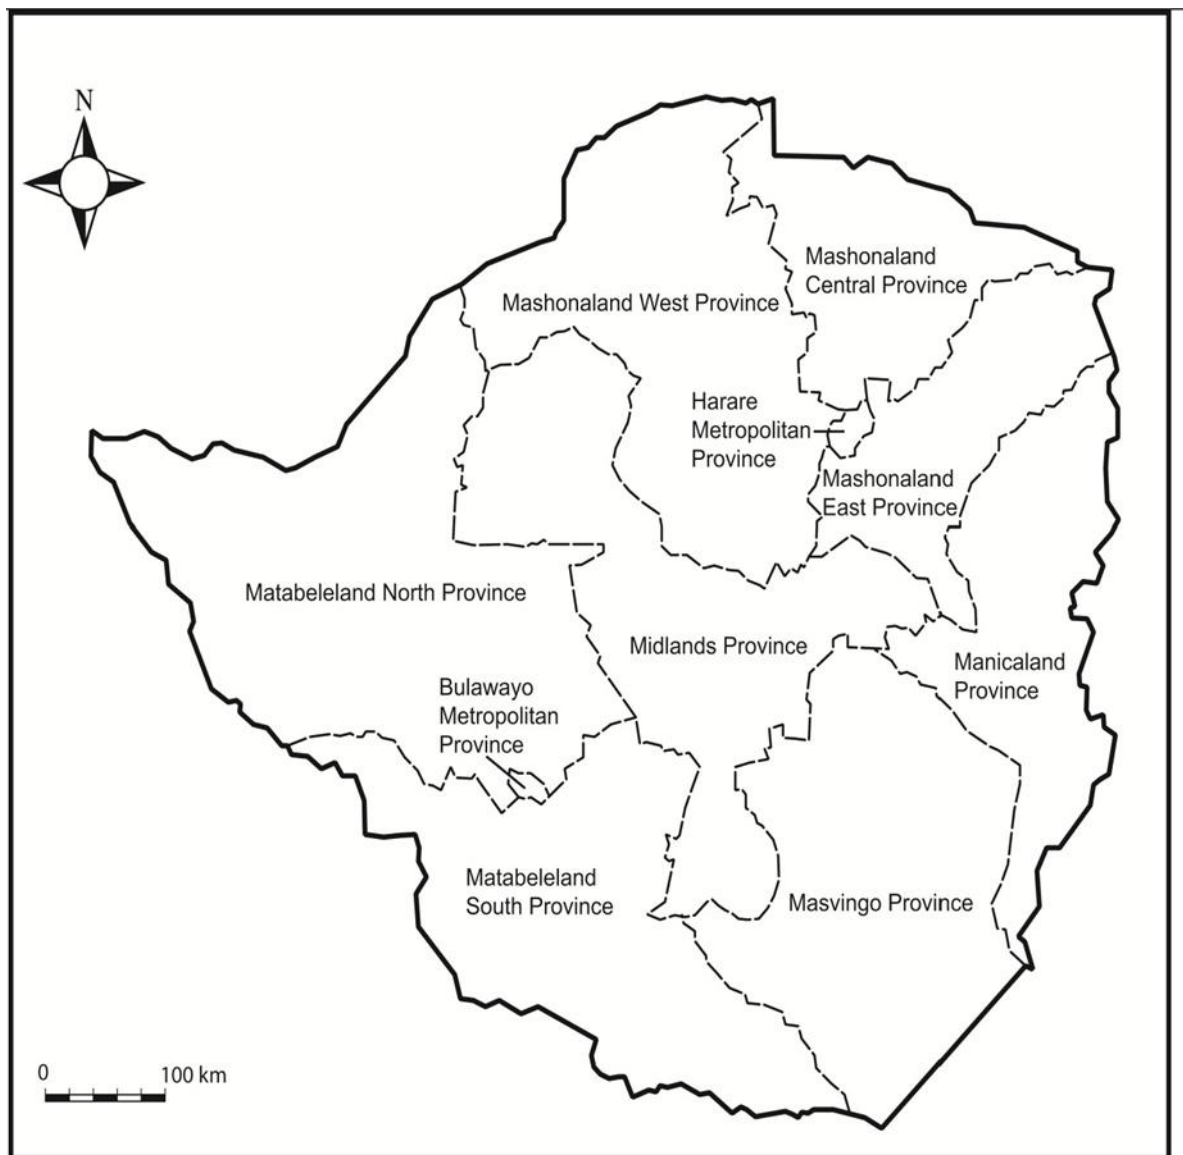 N
Mashonaland
Central Province
Mashonaland West Province
Harare
Metropolitan
Province
Mashonaland
East Province
Matabeleland North Province
Midlands Province
Manicaland
Province
Bulawayo
Metropolitan
Province
Matabeleland
South Province
Masvingo Province
0 100 km